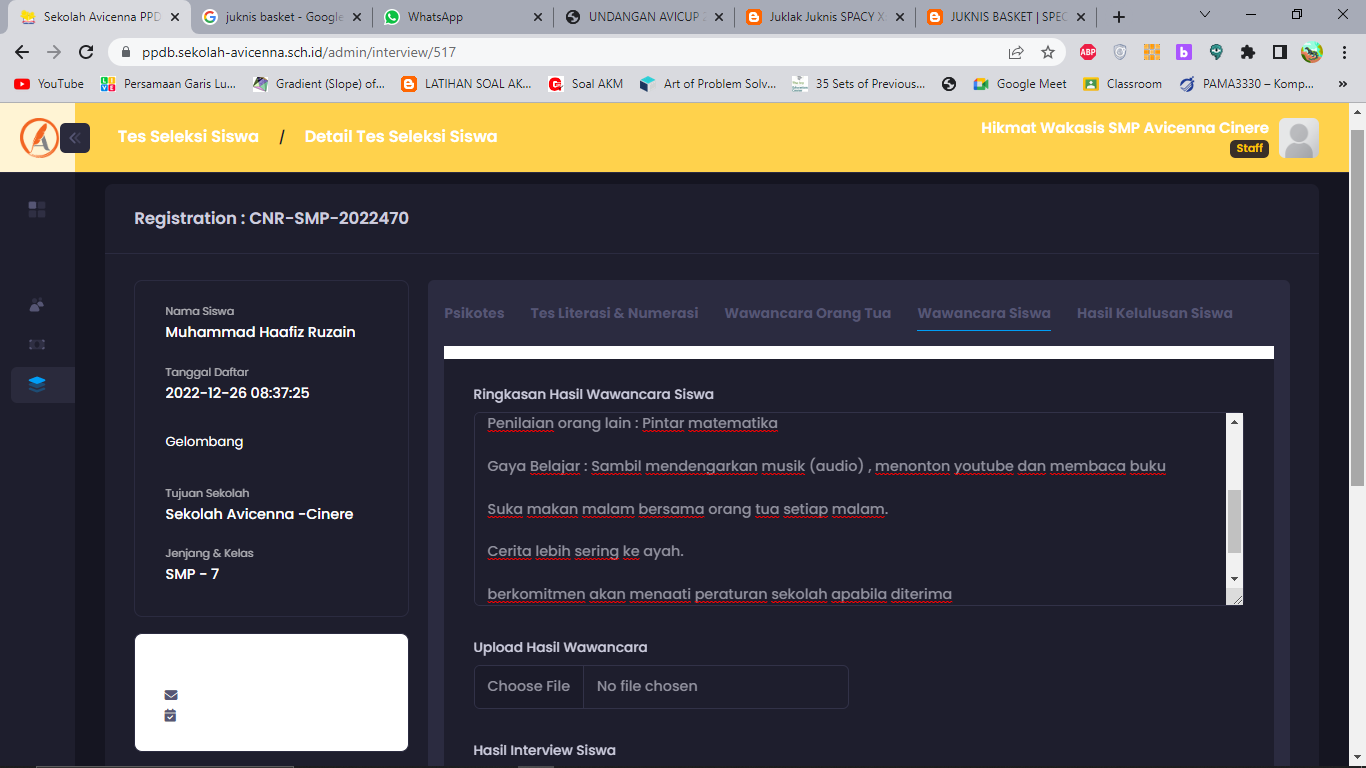 Sekolah Avicenna PPD
juknis basket - Google
WhatsApp
UNDANGAN AVICUP 2
Juklak Juknis SPACY X
JUKNIS BASKET | SPEC
ppdb.sekolah-avicenna.sch.id/admin/interview/517
ABP
YouTube
Persamaan Garis Lu...
Gradient (Slope) of...
LATIHAN SOAL AK...
Soal AKM
Art of Problem Solv...
35 Sets of Previous...
Google Meet
Classroom
PAMA3330 – Komp...
Tes Seleksi Siswa / Detail Tes Seleksi Siswa
Hikmat Wakasis SMP Avicenna Cinere
Staff
Registration : CNR-SMP-2022470
Nama Siswa
Muhammad Haafiz Ruzain
Tanggal Daftar
2022-12-26 08:37:25
Gelombang
Tujuan Sekolah
Sekolah Avicenna -Cinere
Jenjang & Kelas
SMP - 7
Psikotes
Tes Literasi & Numerasi
Wawancara Orang Tua
Wawancara Siswa
Hasil Kelulusan Siswa
Ringkasan Hasil Wawancara Siswa
Penilaian orang lain : Pintar matematika
Gaya Belajar : Sambil mendengarkan musik (audio) , menonton youtube dan membaca buku
Suka makan malam bersama orang tua setiap malam.
Cerita lebih sering ke ayah.
berkomitmen akan menaati peraturan sekolah apabila diterima
Upload Hasil Wawancara
Choose File No file chosen
Hasil Interview Siswa